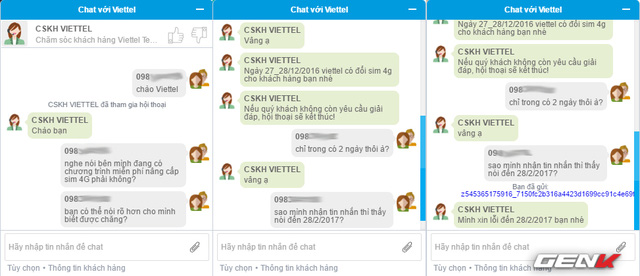 Chat với Viettel
CSKH VIETTEL
Chăm sóc khách hàng Viettel Te...
098
chào Viettel
CSKH VIETTEL đã tham gia hội thoại
CSKH VIETTEL
Chào bạn
098
nghe nói bên mình đang có
chương trình miễn phí nâng cấp
sim 4G phải không?
098
bạn có thể nói rõ hơn cho mình
biết được chăng?
Hãy nhập tin nhắn để chat
Tùy chọn • Thông tin khách hàng
Chat với Viettel
CSKH VIETTEL
Vâng ạ
CSKH VIETTEL
Ngày 27_28/12/2016 viettel có đổi sim 4g
cho khách hàng bạn nhé
CSKH VIETTEL
Nếu quý khách không còn yêu cầu giải
đáp, hội thoại sẽ kết thúc!
098
chỉ trong có 2 ngày thôi á?
CSKH VIETTEL
vâng ạ
098
sao mình nhận tin nhắn thì thấy
nói đến 28/2/2017?
Hãy nhập tin nhắn để chat
Tùy chọn • Thông tin khách hàng
Chat với Viettel
Ngày 27_28/12/2016 viettel có đổi sim 4g
cho khách hàng bạn nhé
CSKH VIETTEL
Nếu quý khách không còn yêu cầu giải
đáp, hội thoại sẽ kết thúc!
098
chỉ trong có 2 ngày thôi á?
CSKH VIETTEL
vâng ạ
098
sao mình nhận tin nhắn thì thấy
nói đến 28/2/2017?
Bạn đã gửi:
z545365175916_7150fc2b316a4423d1699cc91c4e69f
CSKH VIETTEL
Mình xin lỗi đến 28/2/2017 bạn nhé
Hãy nhập tin nhắn để chat
Tùy chọn • Thông tin khách hàng
GENK